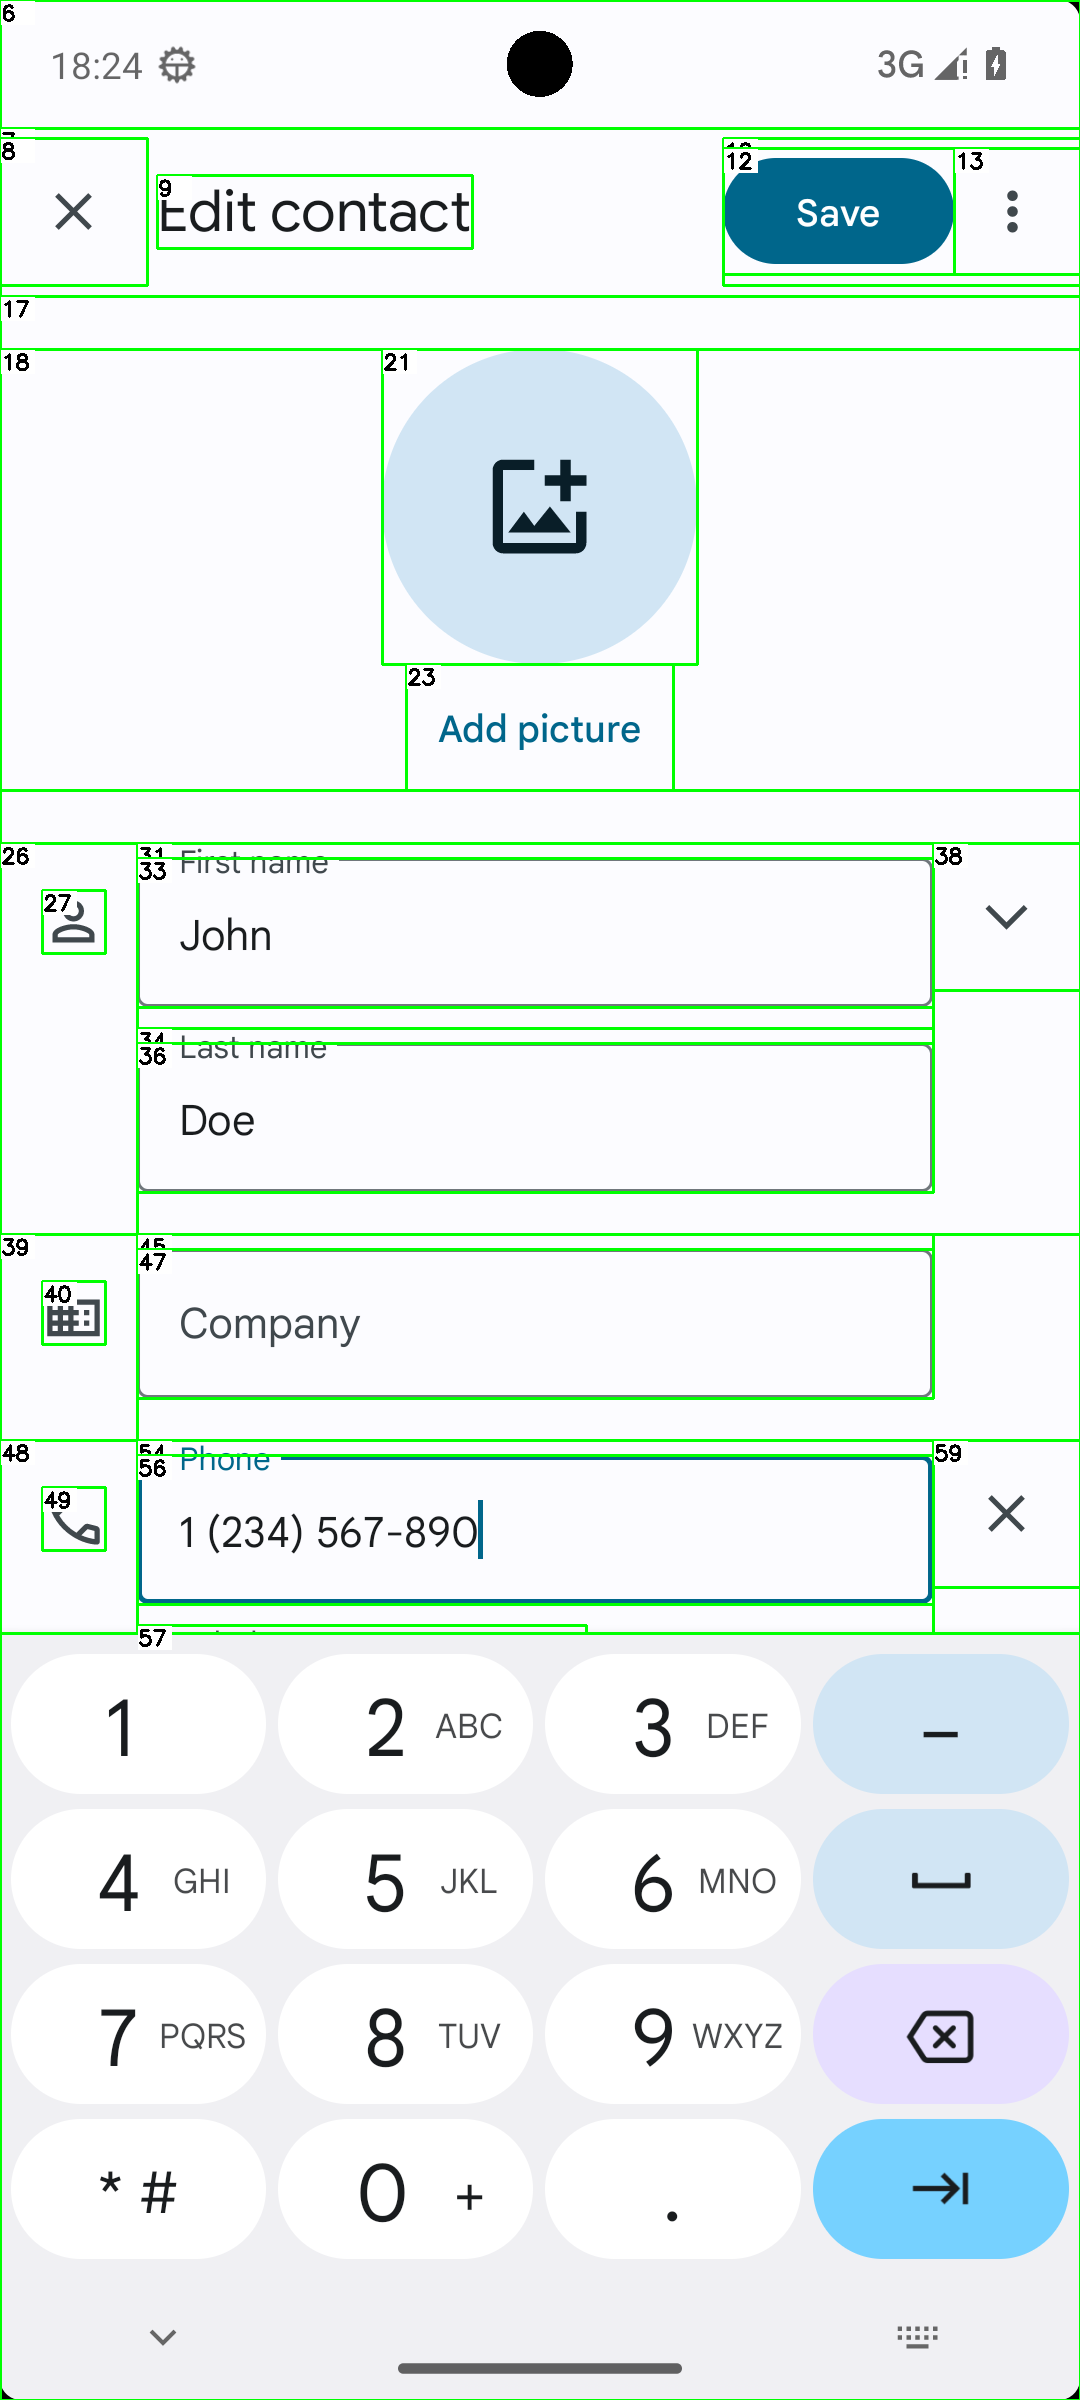 6
18:24
3G
7
8
9
Edit contact
10
12
Save
13
17
18
21
23
Add picture
26
27
31
33
First name
John
38
34
36
Last name
Doe
39
40
45
47
Company
48
49
54
56
Phone
1 (234) 567-890
59
57
1
2 ABC
3 DEF
–
4 GHI
5 JKL
6 MNO
7 PQRS
8 TUV
9 WXYZ
* #
0 +
.